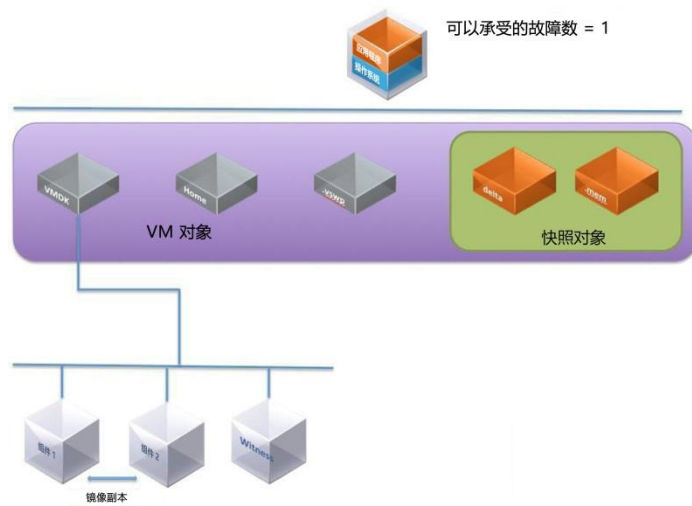 可以承受的故障数 = 1
应用程序
操作系统
VMDK
Home
.vswp
delta
.mem
VM 对象
快照对象
组件 1
组件 2
Witness
镜像副本